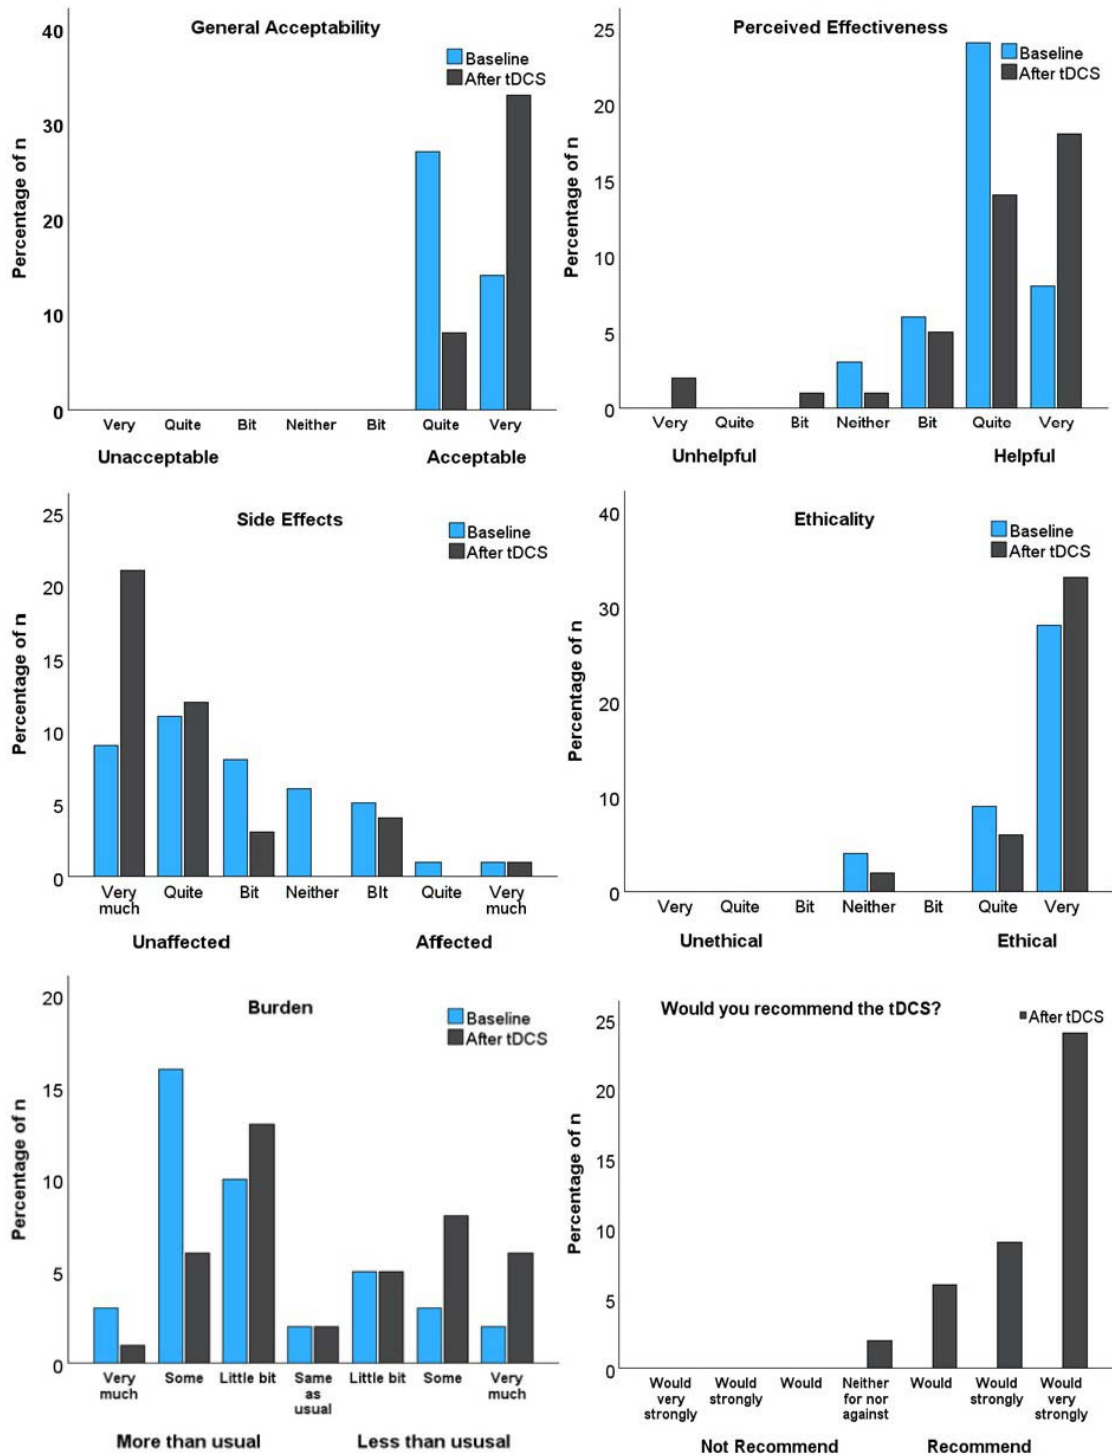 General Acceptability
Baseline
After tDCS
Percentage of n
40
30
20
10
0
Very Quite Bit Neither Bit Quite Very
Unacceptable Acceptable
Perceived Effectiveness
Baseline
After tDCS
Percentage of n
25
20
15
10
5
0
Very Quite Bit Neither Bit Quite Very
Unhelpful Helpful
Side Effects
Baseline
After tDCS
Percentage of n
25
20
15
10
5
0
Very much Quite Bit Neither BIt Quite Very much
Unaffected Affected
Ethicality
Baseline
After tDCS
Percentage of n
40
30
20
10
0
Very Quite Bit Neither Bit Quite Very
Unethical Ethical
Burden
Baseline
After tDCS
Percentage of n
20
15
10
5
0
Very much Some Little bit Same as usual Little bit Some Very much
More than usual Less than ususal
Would you recommend the tDCS?
After tDCS
Percentage of n
25
20
15
10
5
0
Would very strongly Would strongly Would Neither for nor against Would Would strongly Would very strongly
Not Recommend Recommend